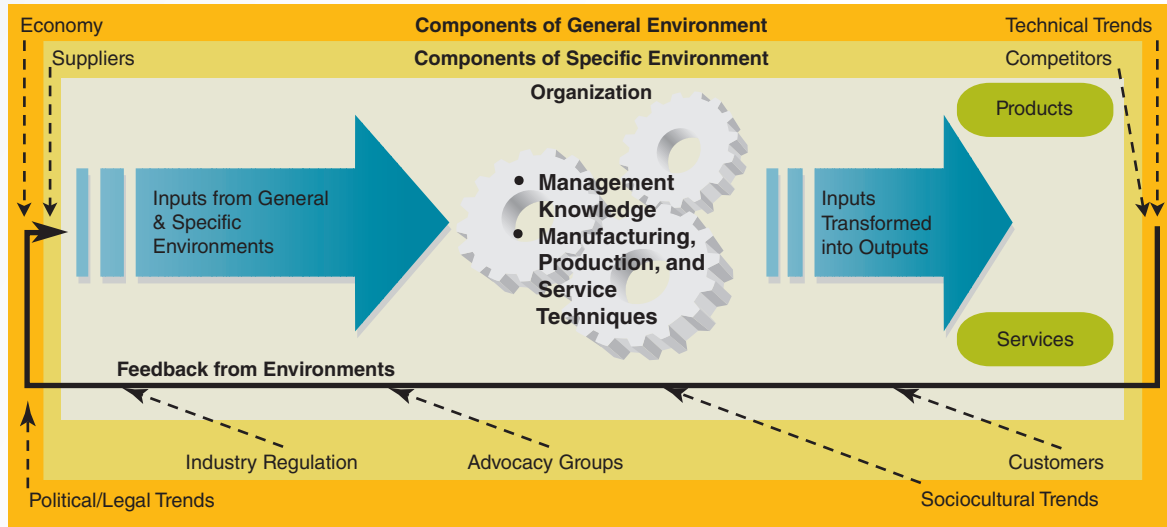 Economy
Components of General Environment
Technical Trends
Suppliers
Components of Specific Environment
Competitors
Organization
Products
Inputs from General
& Specific
Environments
• Management
Knowledge
• Manufacturing,
Production, and
Service
Techniques
Inputs
Transformed
into Outputs
Services
Feedback from Environments
Industry Regulation
Advocacy Groups
Customers
Political/Legal Trends
Sociocultural Trends